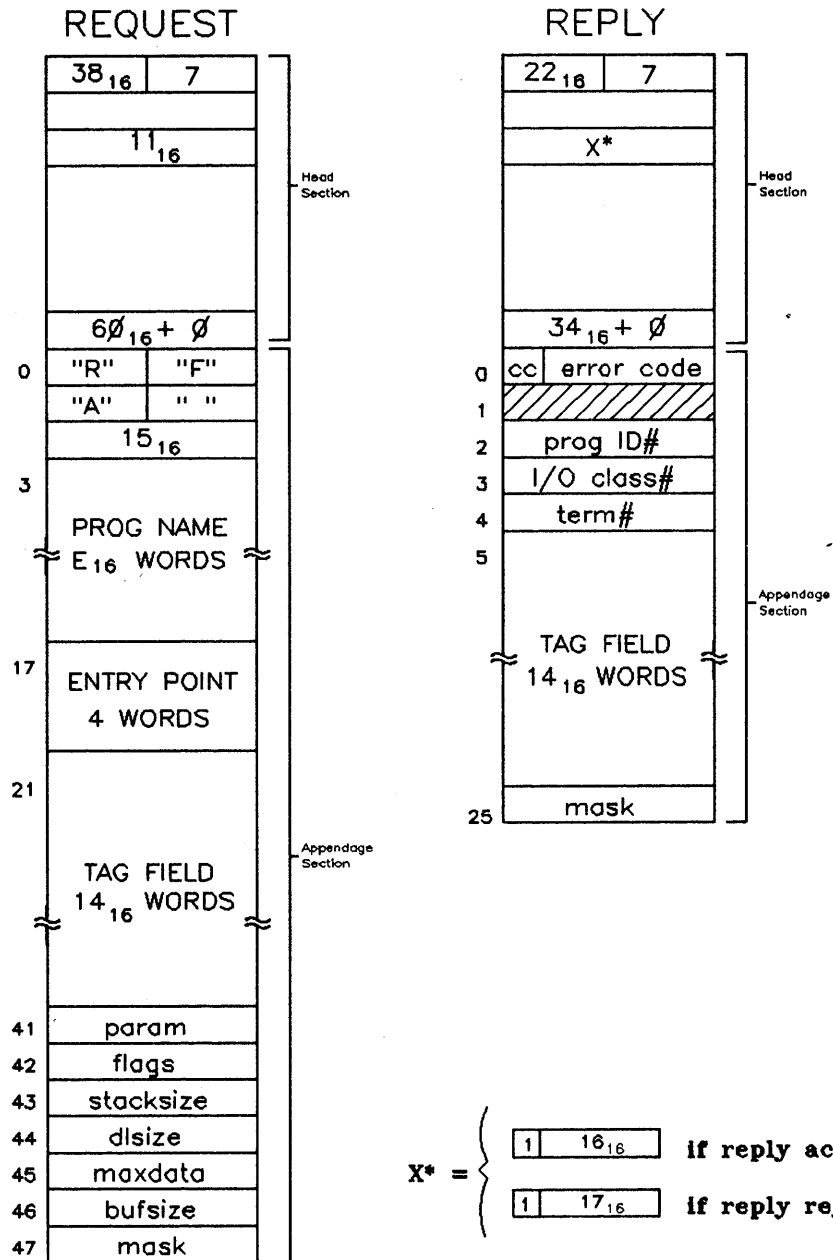 REQUEST
38₁₆ 7
11₁₆
6Ø₁₆ + Ø
Head
Section
0 "R" "F"
"A" " "
15₁₆
3
PROG NAME
E₁₆ WORDS
17
ENTRY POINT
4 WORDS
21
TAG FIELD
14₁₆ WORDS
41 param
42 flags
43 stacksize
44 dlsize
45 maxdata
46 bufsize
47 mask
Appendage
Section
REPLY
22₁₆ 7
X*
34₁₆ + Ø
Head
Section
0 cc error code
1
2 prog ID#
3 I/O class#
4 term#
5
TAG FIELD
14₁₆ WORDS
25 mask
Appendage
Section
X* =
1 16₁₆ if reply ac
1 17₁₆ if reply re